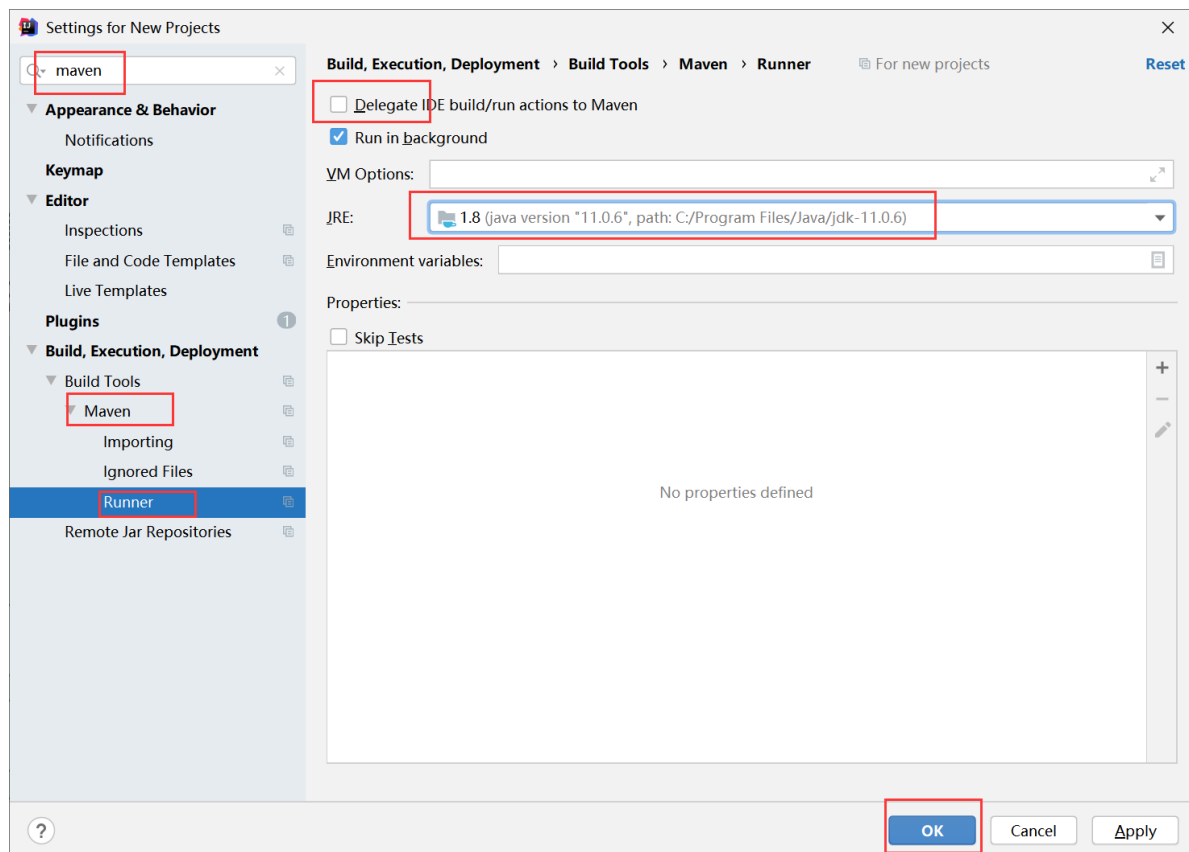 Settings for New Projects
maven
Appearance & Behavior
Notifications
Keymap
Editor
Inspections
File and Code Templates
Live Templates
Plugins
1
Build, Execution, Deployment
Build Tools
Maven
Importing
Ignored Files
Runner
Remote Jar Repositories
Build, Execution, Deployment › Build Tools › Maven › Runner For new projects Reset
Delegate IDE build/run actions to Maven
Run in background
VM Options:
JRE: 1.8 (java version "11.0.6", path: C:/Program Files/Java/jdk-11.0.6)
Environment variables:
Properties:
Skip Tests
No properties defined
? OK Cancel Apply